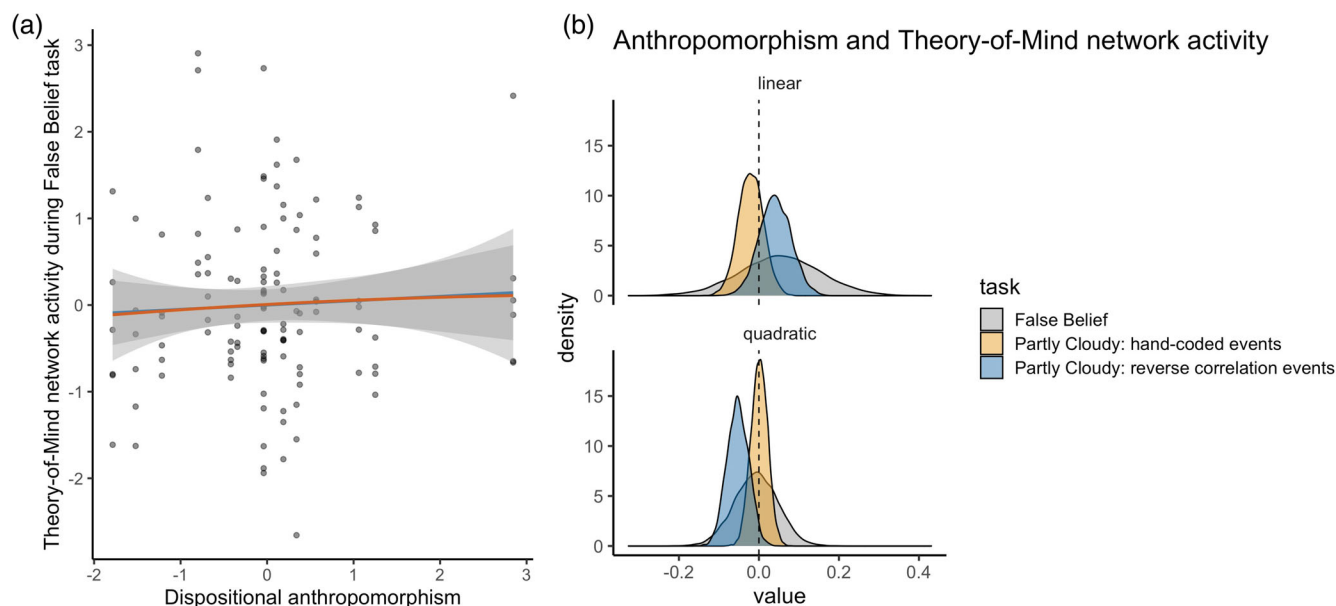 (a)
Theory-of-Mind network activity during False Belief task
3
2
1
0
-1
-2
-2 -1 0 1 2 3
Dispositional anthropomorphism
(b)
Anthropomorphism and Theory-of-Mind network activity
linear
15
10
5
0
quadratic
15
10
5
0
density
-0.2 0.0 0.2 0.4
value
task
False Belief
Partly Cloudy: hand-coded events
Partly Cloudy: reverse correlation events